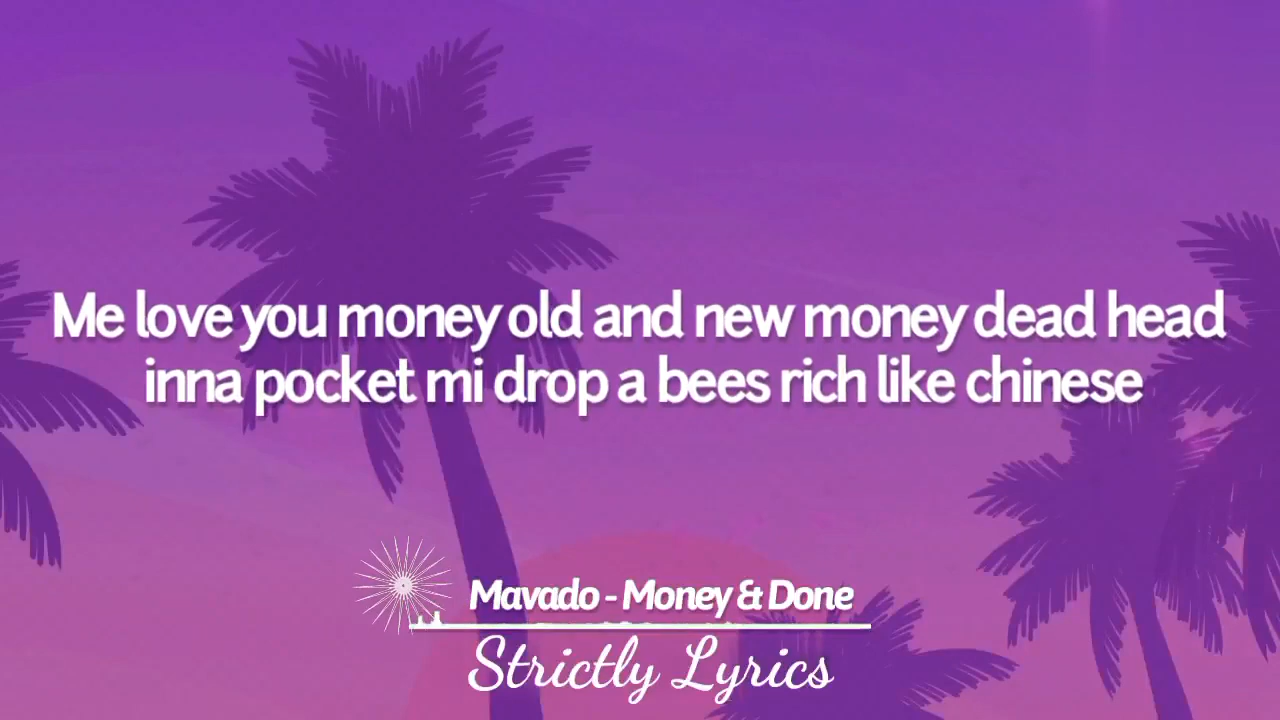 Me love you money old and new money dead head
inna pocket mi drop a bees rich like chinese
Mavado - Money & Done
Strictly Lyrics